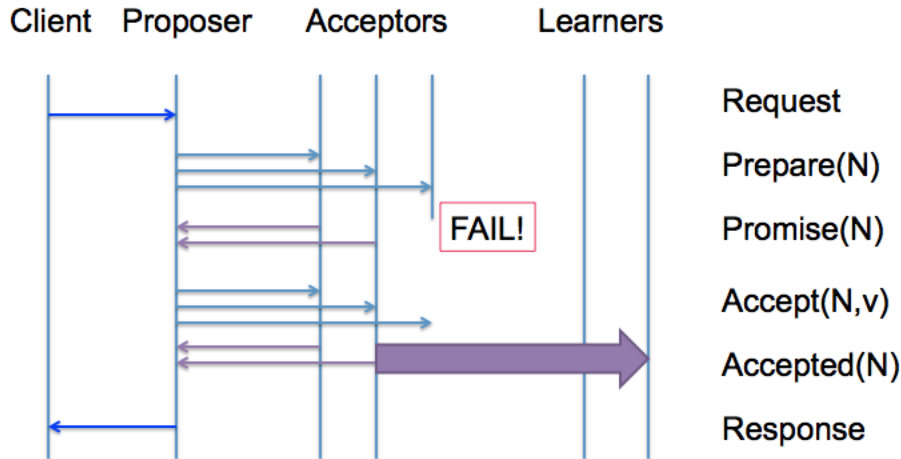 Client Proposer Acceptors Learners
Request
Prepare(N)
FAIL!
Promise(N)
Accept(N,v)
Accepted(N)
Response